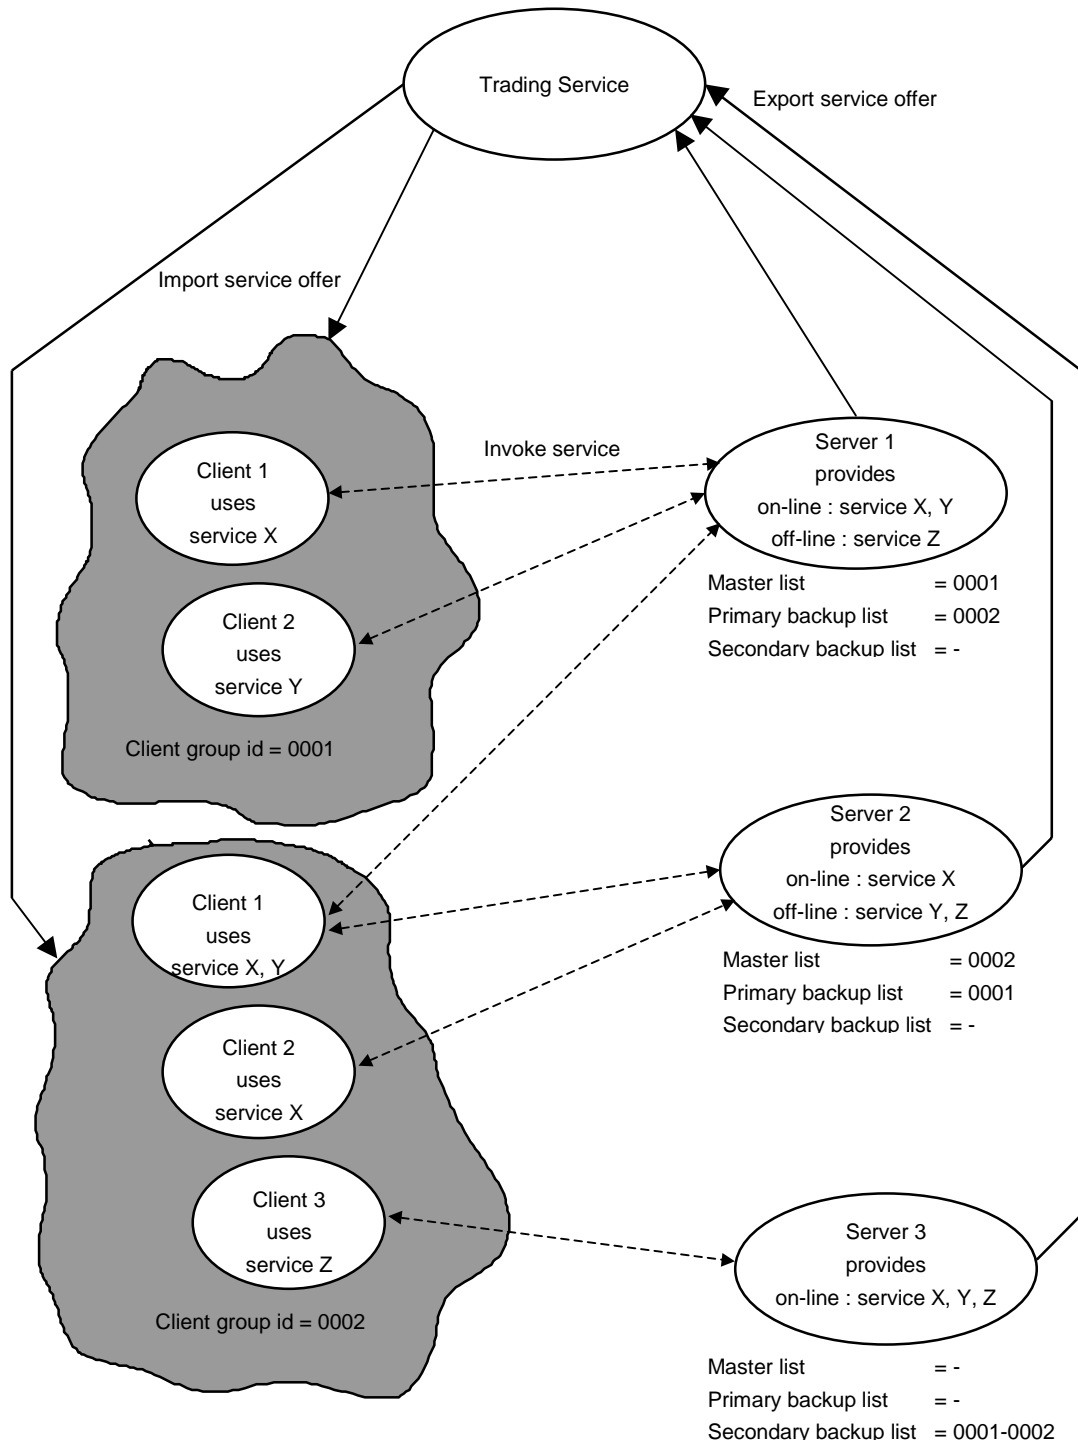 Trading Service
Export service offer
Import service offer
Client 1
uses
service X
Invoke service
Server 1
provides
on-line : service X, Y
off-line : service Z
Master list = 0001
Primary backup list = 0002
Secondary backup list = -
Client 2
uses
service Y
Client group id = 0001
Server 2
provides
on-line : service X
off-line : service Y, Z
Master list = 0002
Primary backup list = 0001
Secondary backup list = -
Client 1
uses
service X, Y
Client 2
uses
service X
Client 3
uses
service Z
Client group id = 0002
Server 3
provides
on-line : service X, Y, Z
Master list = -
Primary backup list = -
Secondary backup list = 0001-0002